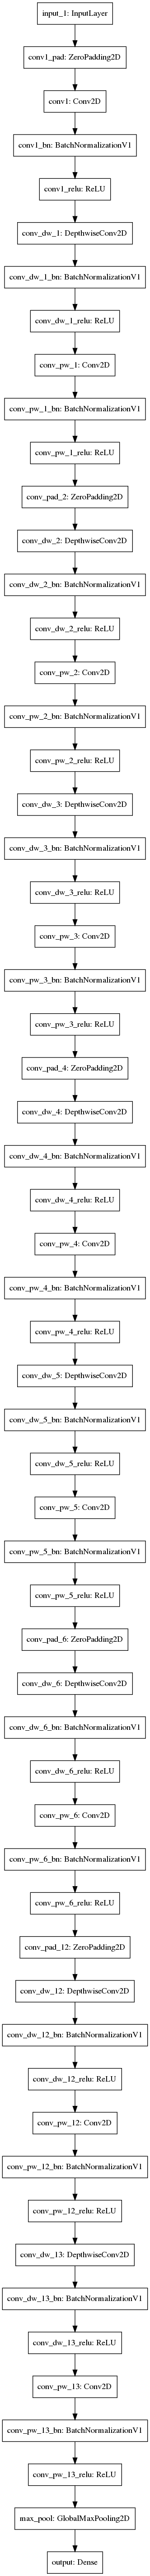 input_1: InputLayer
conv1_pad: ZeroPadding2D
conv1: Conv2D
conv1_bn: BatchNormalizationV1
conv1_relu: ReLU
conv_dw_1: DepthwiseConv2D
conv_dw_1_bn: BatchNormalizationV1
conv_dw_1_relu: ReLU
conv_pw_1: Conv2D
conv_pw_1_bn: BatchNormalizationV1
conv_pw_1_relu: ReLU
conv_pad_2: ZeroPadding2D
conv_dw_2: DepthwiseConv2D
conv_dw_2_bn: BatchNormalizationV1
conv_dw_2_relu: ReLU
conv_pw_2: Conv2D
conv_pw_2_bn: BatchNormalizationV1
conv_pw_2_relu: ReLU
conv_dw_3: DepthwiseConv2D
conv_dw_3_bn: BatchNormalizationV1
conv_dw_3_relu: ReLU
conv_pw_3: Conv2D
conv_pw_3_bn: BatchNormalizationV1
conv_pw_3_relu: ReLU
conv_pad_4: ZeroPadding2D
conv_dw_4: DepthwiseConv2D
conv_dw_4_bn: BatchNormalizationV1
conv_dw_4_relu: ReLU
conv_pw_4: Conv2D
conv_pw_4_bn: BatchNormalizationV1
conv_pw_4_relu: ReLU
conv_dw_5: DepthwiseConv2D
conv_dw_5_bn: BatchNormalizationV1
conv_dw_5_relu: ReLU
conv_pw_5: Conv2D
conv_pw_5_bn: BatchNormalizationV1
conv_pw_5_relu: ReLU
conv_pad_6: ZeroPadding2D
conv_dw_6: DepthwiseConv2D
conv_dw_6_bn: BatchNormalizationV1
conv_dw_6_relu: ReLU
conv_pw_6: Conv2D
conv_pw_6_bn: BatchNormalizationV1
conv_pw_6_relu: ReLU
conv_pad_12: ZeroPadding2D
conv_dw_12: DepthwiseConv2D
conv_dw_12_bn: BatchNormalizationV1
conv_dw_12_relu: ReLU
conv_pw_12: Conv2D
conv_pw_12_bn: BatchNormalizationV1
conv_pw_12_relu: ReLU
conv_dw_13: DepthwiseConv2D
conv_dw_13_bn: BatchNormalizationV1
conv_dw_13_relu: ReLU
conv_pw_13: Conv2D
conv_pw_13_bn: BatchNormalizationV1
conv_pw_13_relu: ReLU
max_pool: GlobalMaxPooling2D
output: Dense